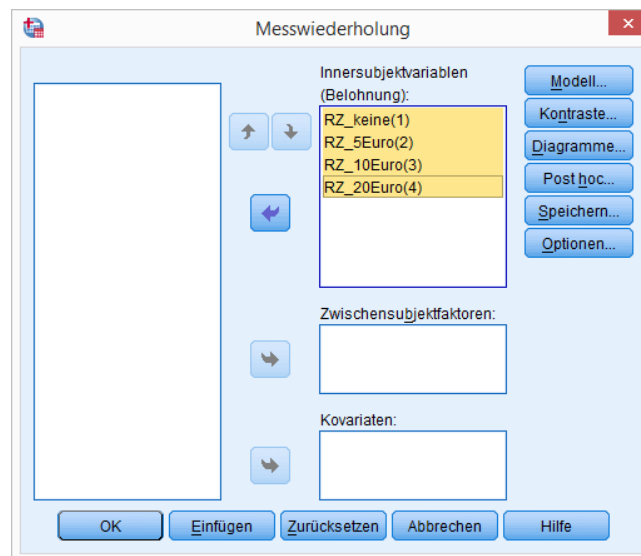 Messwiederholung
Innersubjektvariablen
(Belohnung):
RZ_keine(1)
RZ_5Euro(2)
RZ_10Euro(3)
RZ_20Euro(4)
Modell...
Kontraste...
Diagramme...
Post hoc...
Speichern...
Optionen...
Zwischensubjektfaktoren:
Kovariaten:
OK
Einfügen
Zurücksetzen
Abbrechen
Hilfe